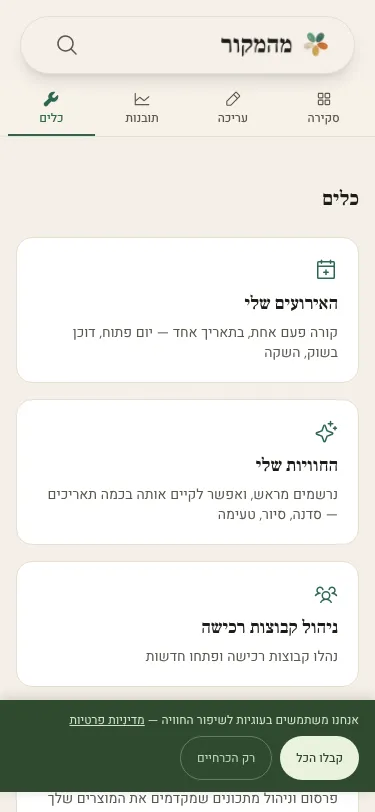 מהמקור
סקירה
עריכה
תובנות
כלים
כלים
האירועים שלי
קורה פעם אחת, בתאריך אחד — יום פתוח, דוכן
בשוק, השקה
החוויות שלי
נרשמים מראש, ואפשר לקיים אותה בכמה תאריכים
— סדנה, סיור, טעימה
ניהול קבוצות רכישה
נהלו קבוצות רכישה ופתחו חדשות
אנחנו משתמשים בעוגיות לשיפור החוויה — מדיניות פרטיות
קבלו הכל
רק הכרחיים
פרסום וניהול מתכונים שמקדמים את המוצרים שלך